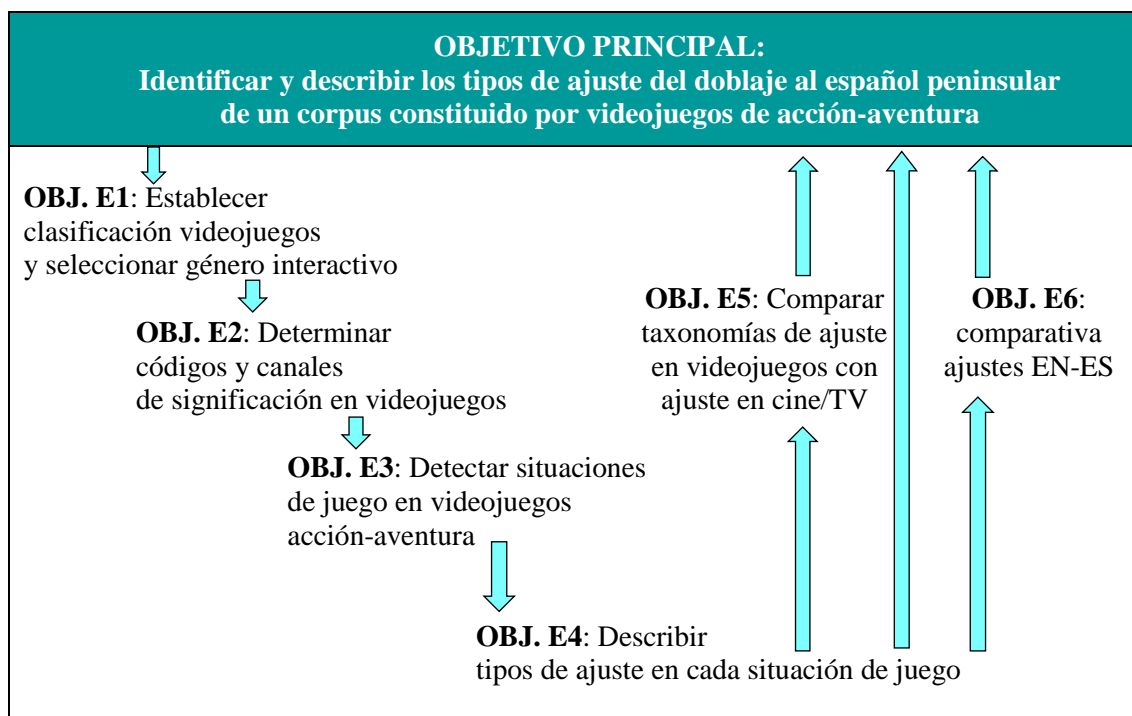 OBJETIVO PRINCIPAL:
Identificar y describir los tipos de ajuste del doblaje al español peninsular
de un corpus constituido por videojuegos de acción-aventura
OBJ. E1: Establecer
clasificación videojuegos
y seleccionar género interactivo
OBJ. E2: Determinar
códigos y canales
de significación en videojuegos
OBJ. E3: Detectar situaciones
de juego en videojuegos
acción-aventura
OBJ. E4: Describir
tipos de ajuste en cada situación de juego
OBJ. E5: Comparar
taxonomías de ajuste
en videojuegos con
ajuste en cine/TV
OBJ. E6:
comparativa
ajustes EN-ES